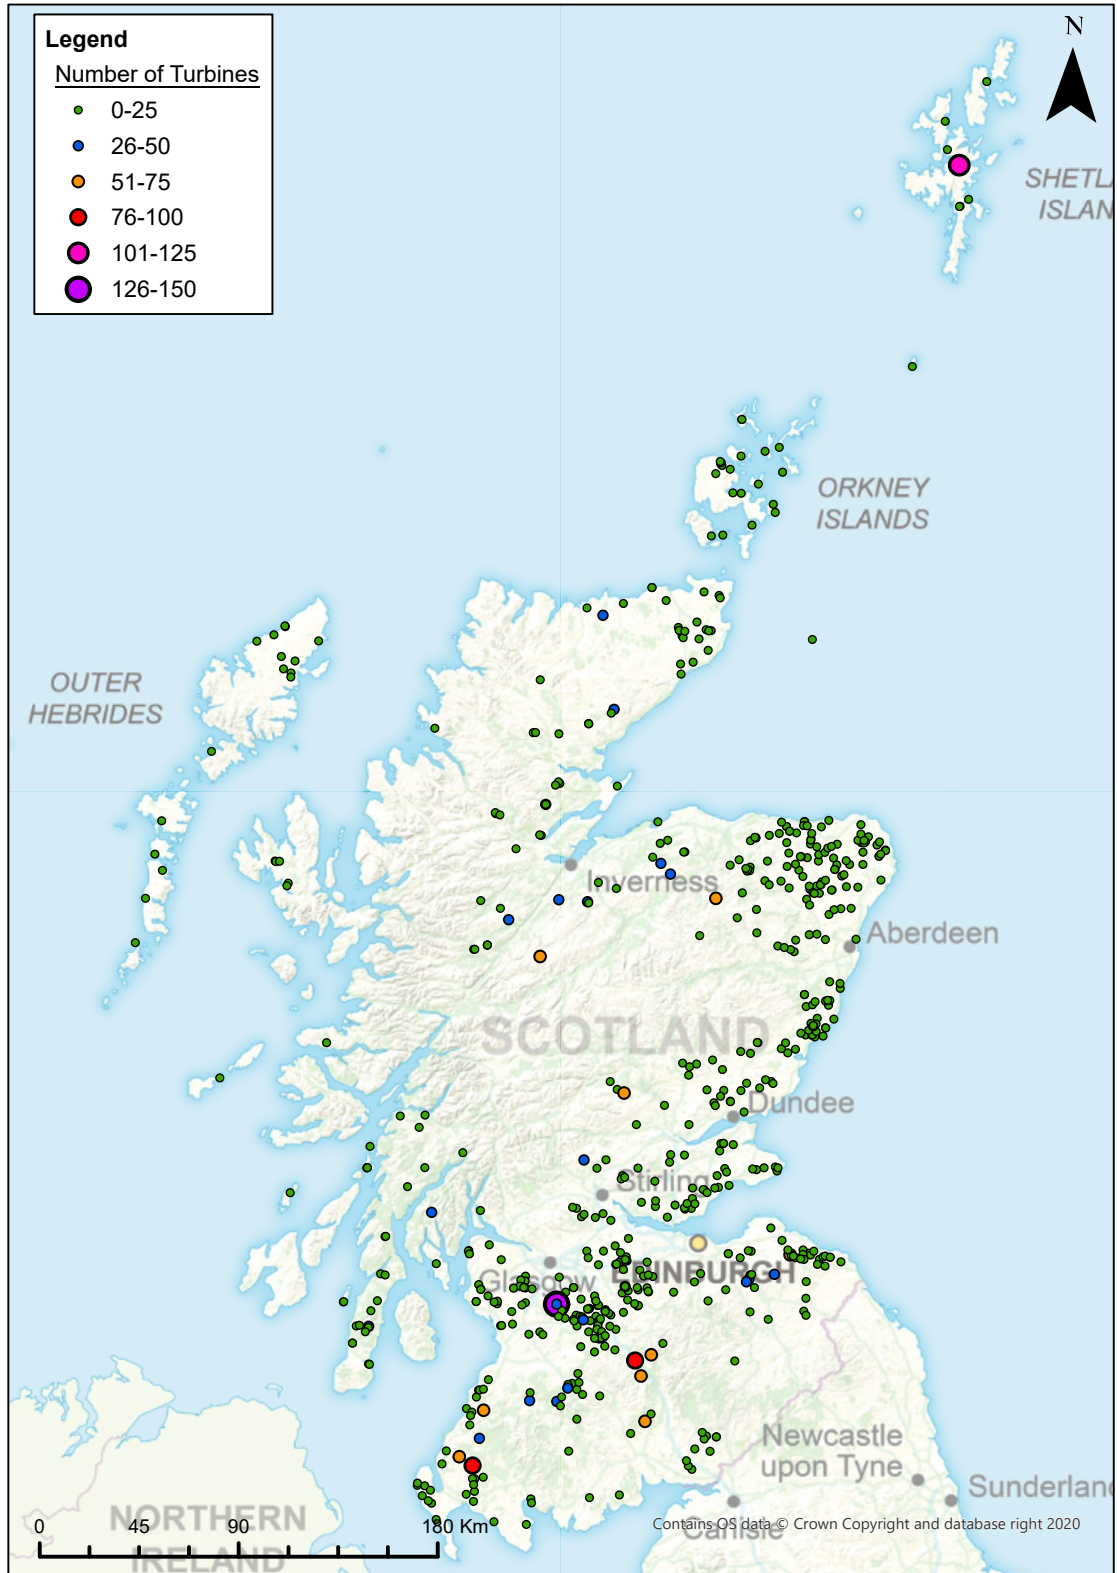 Legend
Number of Turbines
0-25
26-50
51-75
76-100
101-125
126-150
N
SHETLA
ISLAN
ORKNEY
ISLANDS
OUTER
HEBRIDES
Inverness
Aberdeen
SCOTLAND
Dundee
Stirling
Glasgow
EDINBURGH
Newcastle
upon Tyne
Sunderland
NORTHERN
IRELAND
Carlisle
0 45 90 180 Km
Contains OS data © Crown Copyright and database right 2020